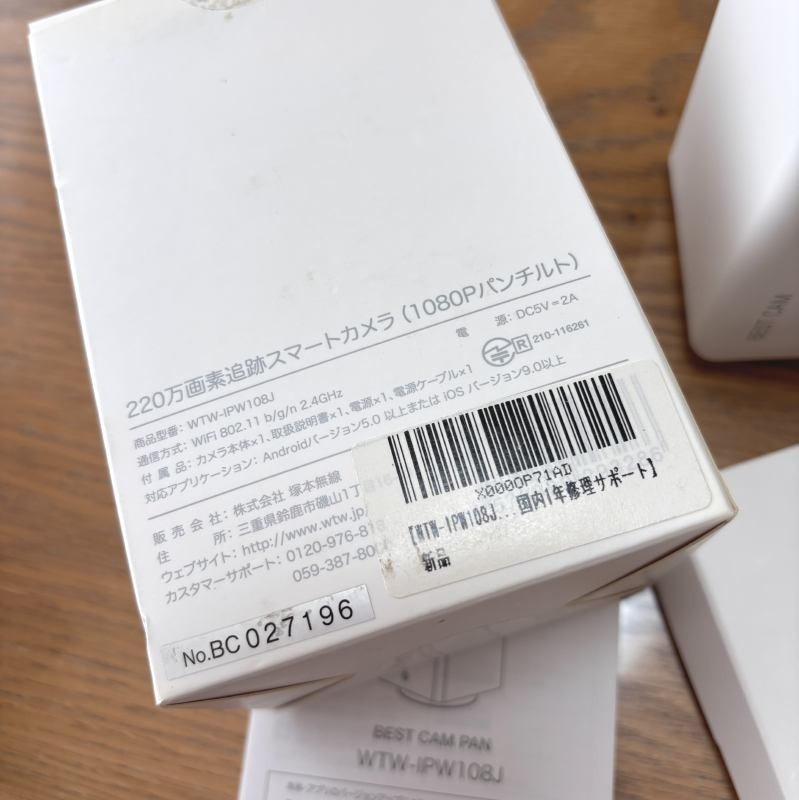 220万画素追跡スマートカメラ (1080Pパンチルト)
商品型番: WTW-IPW108J
電 源: DC5V=2A
通信方式: WiFi 802.11 b/g/n 2.4GHz
R 210-116261
付 属 品: カメラ本体×1、取扱説明書×1、電源×1、電源ケーブル×1
対応アプリケーション: Androidバージョン5.0 以上または iOS バージョン9.0以上
販 売 会 社: 株式会社 塚本無線
住 所: 三重県鈴鹿市磯山1丁目
ウェブサイト: http://www.wtw.jp
カスタマーサポート: 0120-976-8
059-387-80
X0000P71AD
【WTW-IPW108J... 国内1年修理サポート】
新品
No.BC 027196
BEST CAM
BEST CAM PAN
WTW-IPW108J